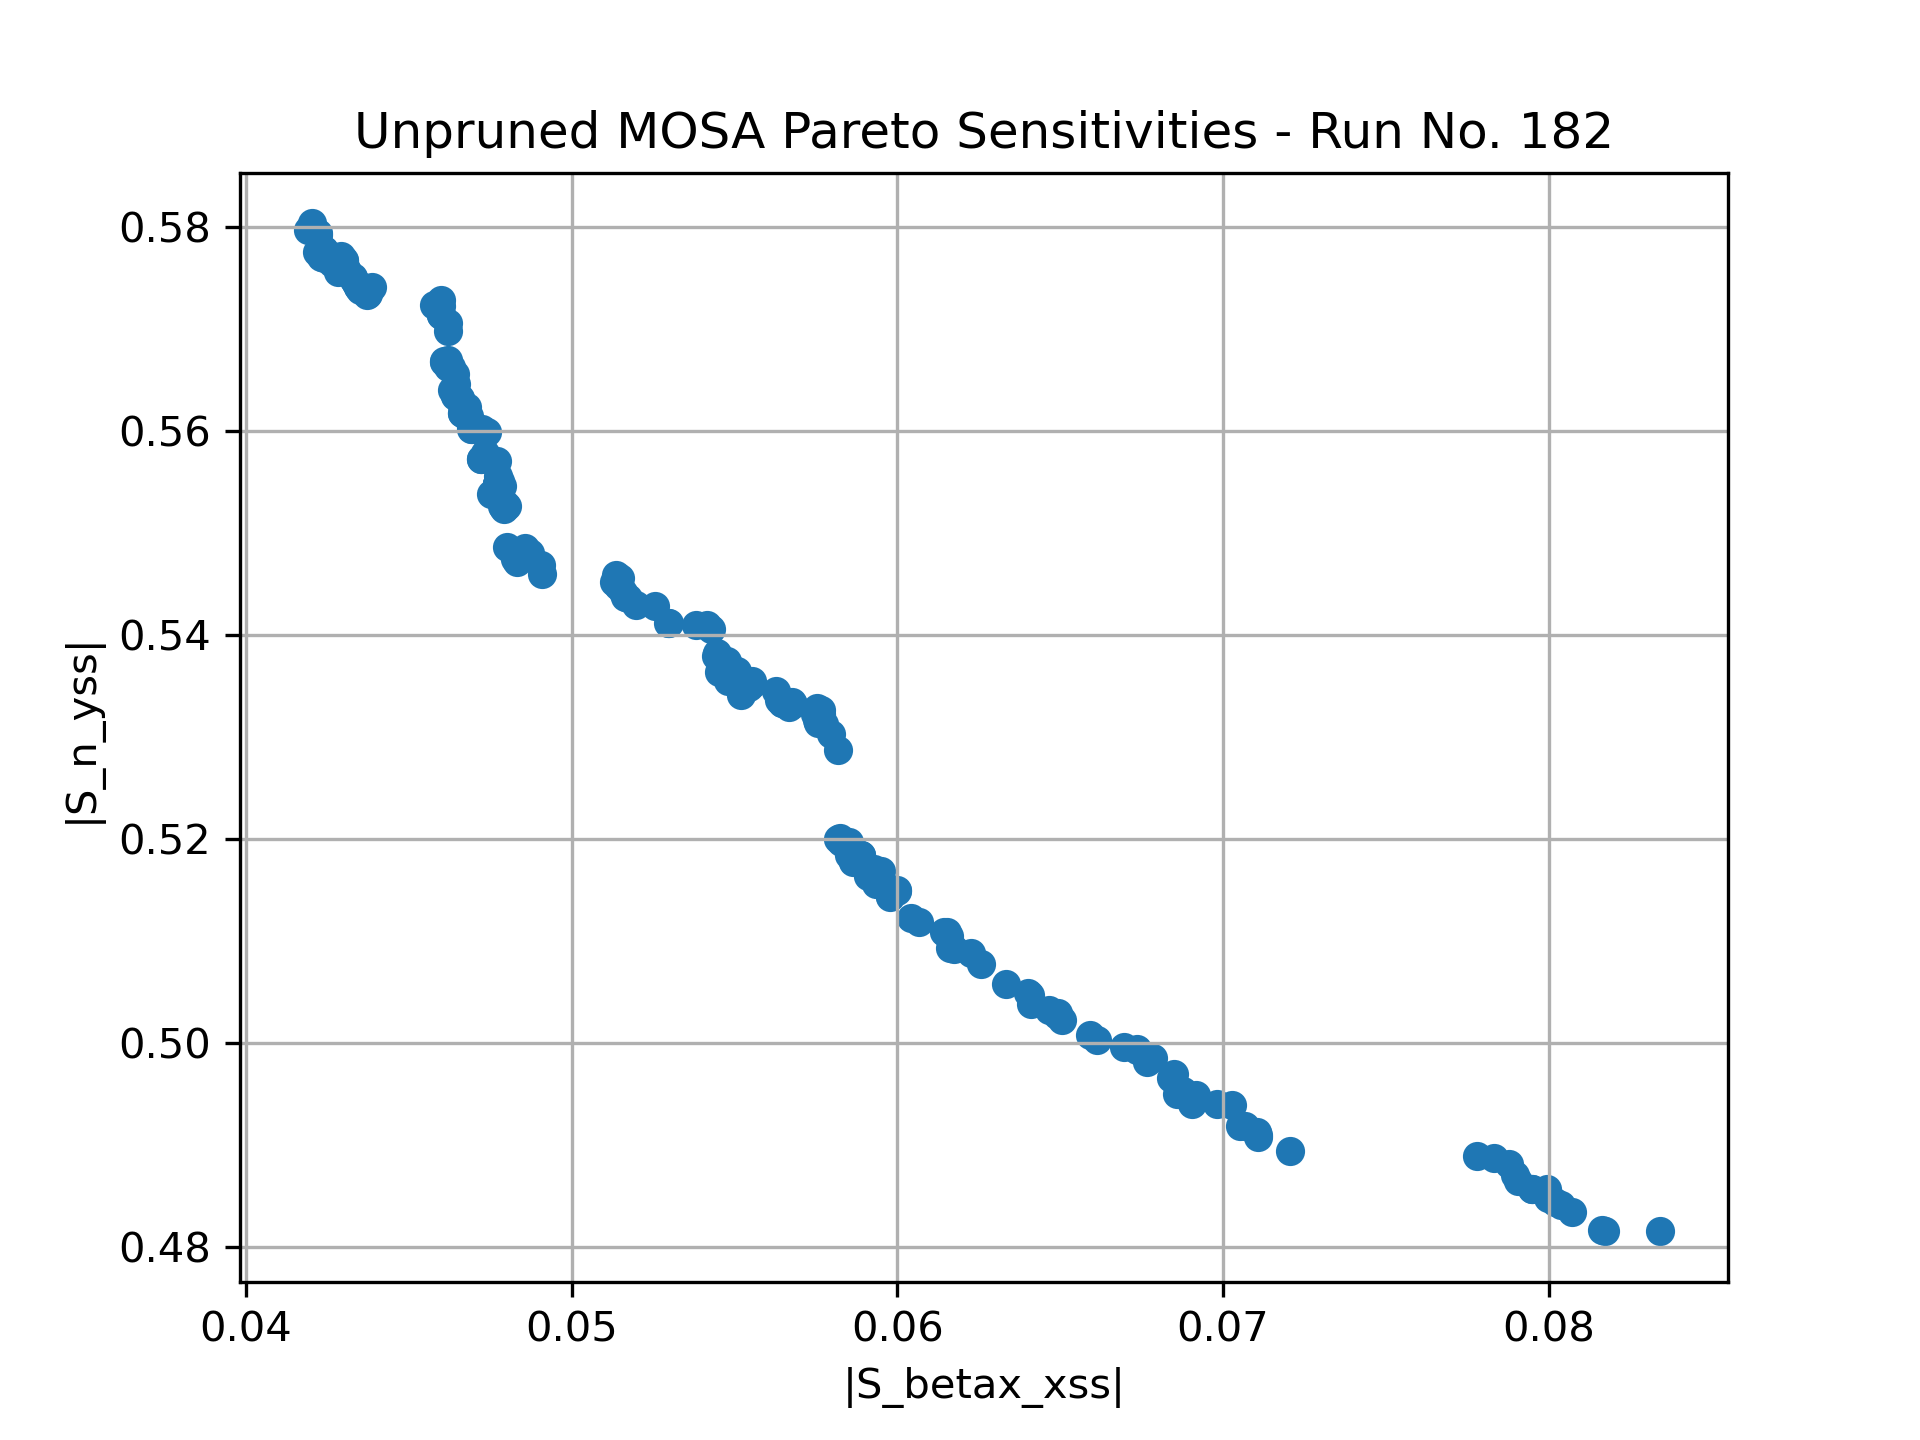 Unpruned MOSA Pareto Sensitivities - Run No. 182
0.58
0.56
0.54
0.52
0.50
0.48
|S_n_yss|
0.04 0.05 0.06 0.07 0.08
|S_betax_xss|